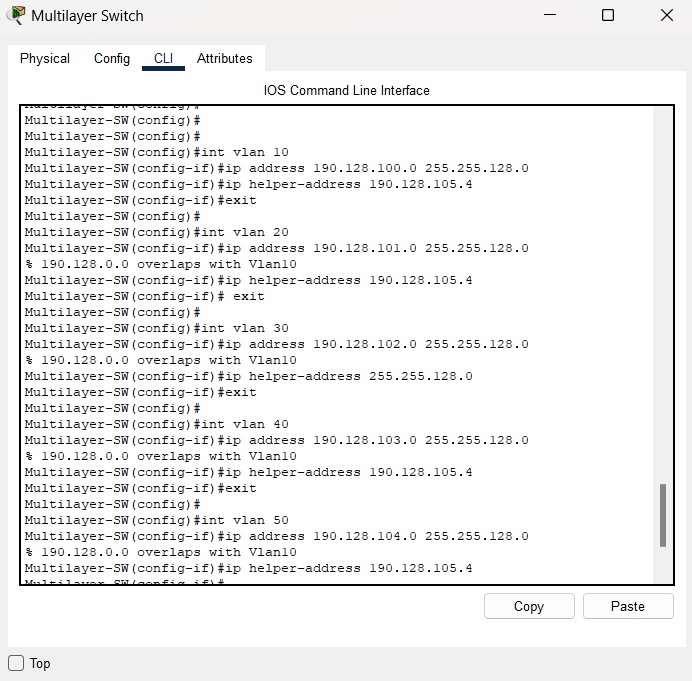 Multilayer Switch
Physical Config CLI Attributes
IOS Command Line Interface
Multilayer-SW(config)#
Multilayer-SW(config)#
Multilayer-SW(config)#
Multilayer-SW(config)#int vlan 10
Multilayer-SW(config-if)#ip address 190.128.100.0 255.255.128.0
Multilayer-SW(config-if)#ip helper-address 190.128.105.4
Multilayer-SW(config-if)#exit
Multilayer-SW(config)#
Multilayer-SW(config)#int vlan 20
Multilayer-SW(config-if)#ip address 190.128.101.0 255.255.128.0
% 190.128.0.0 overlaps with Vlan10
Multilayer-SW(config-if)#ip helper-address 190.128.105.4
Multilayer-SW(config-if)# exit
Multilayer-SW(config)#
Multilayer-SW(config)#int vlan 30
Multilayer-SW(config-if)#ip address 190.128.102.0 255.255.128.0
% 190.128.0.0 overlaps with Vlan10
Multilayer-SW(config-if)#ip helper-address 255.255.128.0
Multilayer-SW(config-if)#exit
Multilayer-SW(config)#
Multilayer-SW(config)#int vlan 40
Multilayer-SW(config-if)#ip address 190.128.103.0 255.255.128.0
% 190.128.0.0 overlaps with Vlan10
Multilayer-SW(config-if)#ip helper-address 190.128.105.4
Multilayer-SW(config-if)#exit
Multilayer-SW(config)#
Multilayer-SW(config)#int vlan 50
Multilayer-SW(config-if)#ip address 190.128.104.0 255.255.128.0
% 190.128.0.0 overlaps with Vlan10
Multilayer-SW(config-if)#ip helper-address 190.128.105.4
Multilayer-SW(config-if)#
Copy Paste
Top